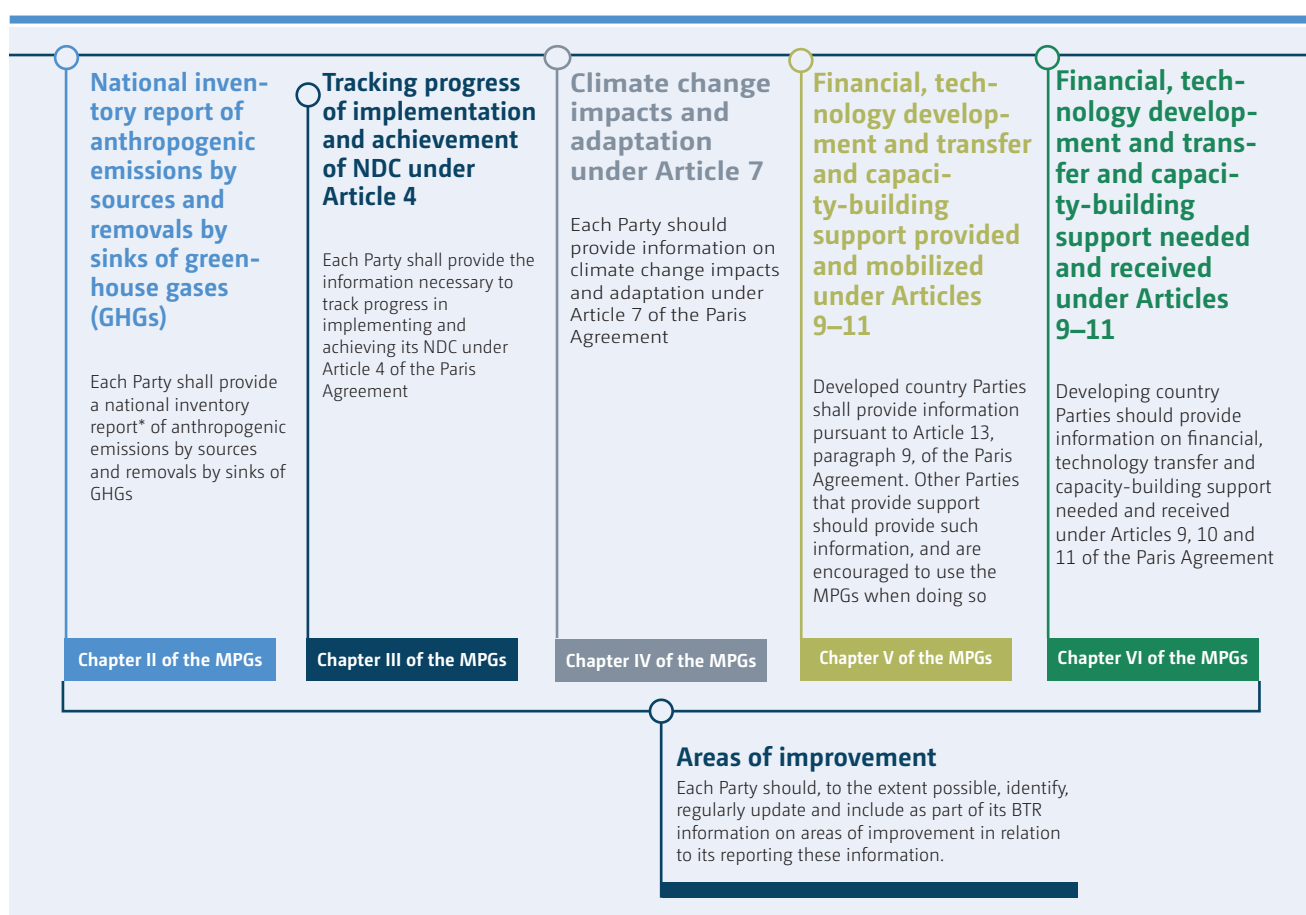 National inven-
tory report of
anthropogenic
emissions by
sources and
removals by
sinks of green-
house gases
(GHGs)
Each Party shall provide
a national inventory
report* of anthropogenic
emissions by sources
and removals by sinks of
GHGs
Chapter II of the MPGs
Tracking progress
of implementation
and achievement
of NDC under
Article 4
Each Party shall provide the
information necessary to
track progress in
implementing and
achieving its NDC under
Article 4 of the Paris
Agreement
Chapter III of the MPGs
Climate change
impacts and
adaptation
under Article 7
Each Party should
provide information on
climate change impacts
and adaptation under
Article 7 of the Paris
Agreement
Chapter IV of the MPGs
Financial, tech-
nology develop-
ment and transfer
and capaci-
ty-building
support provided
and mobilized
under Articles
9–11
Developed country Parties
shall provide information
pursuant to Article 13,
paragraph 9, of the Paris
Agreement. Other Parties
that provide support
should provide such
information, and are
encouraged to use the
MPGs when doing so
Chapter V of the MPGs
Financial, tech-
nology develop-
ment and trans-
fer and capaci-
ty-building
support needed
and received
under Articles
9–11
Developing country
Parties should provide
information on financial,
technology transfer and
capacity-building support
needed and received
under Articles 9, 10 and
11 of the Paris Agreement
Chapter VI of the MPGs
Areas of improvement
Each Party should, to the extent possible, identify,
regularly update and include as part of its BTR
information on areas of improvement in relation
to its reporting these information.